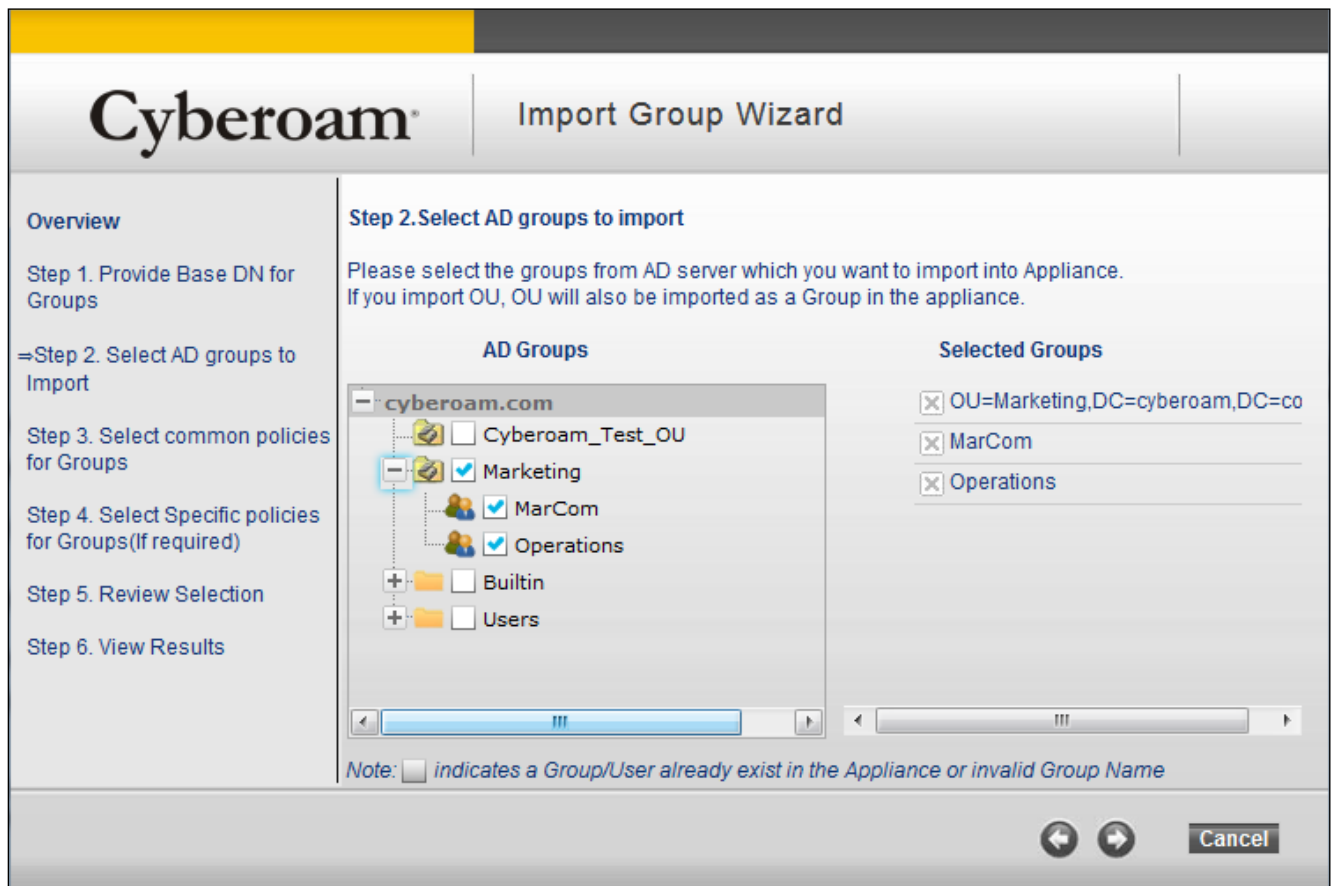 Cyberoam®
Import Group Wizard
Overview
Step 1. Provide Base DN for
Groups
⇒Step 2. Select AD groups to
Import
Step 3. Select common policies
for Groups
Step 4. Select Specific policies
for Groups(If required)
Step 5. Review Selection
Step 6. View Results
Step 2.Select AD groups to import
Please select the groups from AD server which you want to import into Appliance.
If you import OU, OU will also be imported as a Group in the appliance.
AD Groups
cyberoam.com
Cyberoam_Test_OU
Marketing
MarCom
Operations
Builtin
Users
Selected Groups
OU=Marketing,DC=cyberoam,DC=co
MarCom
Operations
Note: indicates a Group/User already exist in the Appliance or invalid Group Name
Cancel